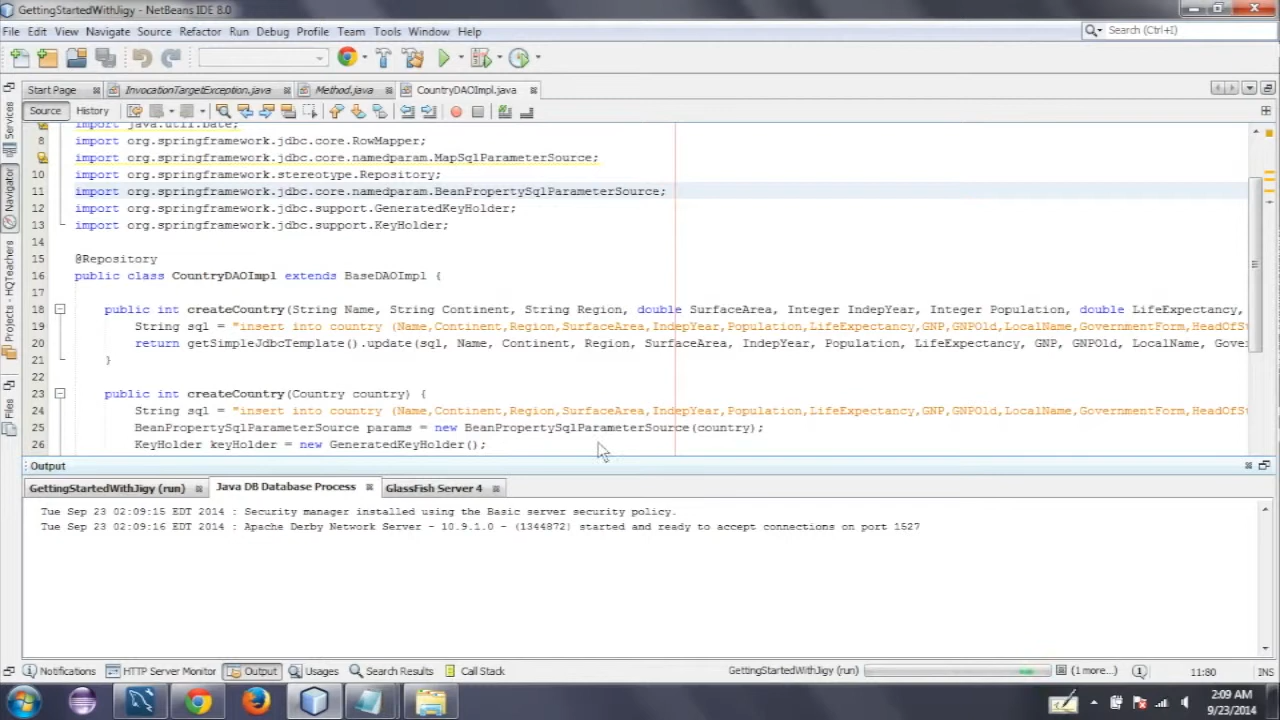 GettingStartedWithJigy - NetBeans IDE 8.0
File Edit View Navigate Source Refactor Run Debug Profile Team Tools Window Help
Search (Ctrl+I)
Start Page InvocationTargetException.java Method.java CountryDAOImpl.java
Source History
Services
Navigator
Projects - HQTeachers
Files
import java.util.Date;
8 import org.springframework.jdbc.core.RowMapper;
import org.springframework.jdbc.core.namedparam.MapSqlParameterSource;
10 import org.springframework.stereotype.Repository;
11 import org.springframework.jdbc.core.namedparam.BeanPropertySqlParameterSource;
12 import org.springframework.jdbc.support.GeneratedKeyHolder;
13 import org.springframework.jdbc.support.KeyHolder;
14
15 @Repository
16 public class CountryDAOImpl extends BaseDAOImpl {
17
18 public int createCountry(String Name, String Continent, String Region, double SurfaceArea, Integer IndepYear, Integer Population, double LifeExpectancy,
19 String sql = "insert into country (Name,Continent,Region,SurfaceArea,IndepYear,Population,LifeExpectancy,GNP,GNPOld,LocalName,GovernmentForm,HeadOfSt
20 return getSimpleJdbcTemplate().update(sql, Name, Continent, Region, SurfaceArea, IndepYear, Population, LifeExpectancy, GNP, GNPOld, LocalName, Gove
21 }
22
23 public int createCountry(Country country) {
24 String sql = "insert into country (Name,Continent,Region,SurfaceArea,IndepYear,Population,LifeExpectancy,GNP,GNPOld,LocalName,GovernmentForm,HeadOfSt
25 BeanPropertySqlParameterSource params = new BeanPropertySqlParameterSource(country);
26 KeyHolder keyHolder = new GeneratedKeyHolder();
Output
GettingStartedWithJigy (run) Java DB Database Process GlassFish Server 4
Tue Sep 23 02:09:15 EDT 2014 : Security manager installed using the Basic server security policy.
Tue Sep 23 02:09:16 EDT 2014 : Apache Derby Network Server - 10.9.1.0 - (1344872) started and ready to accept connections on port 1527
Notifications HTTP Server Monitor Output Usages Search Results Call Stack GettingStartedWithJigy (run) (1 more...) 11:80 INS
2:09 AM
9/23/2014